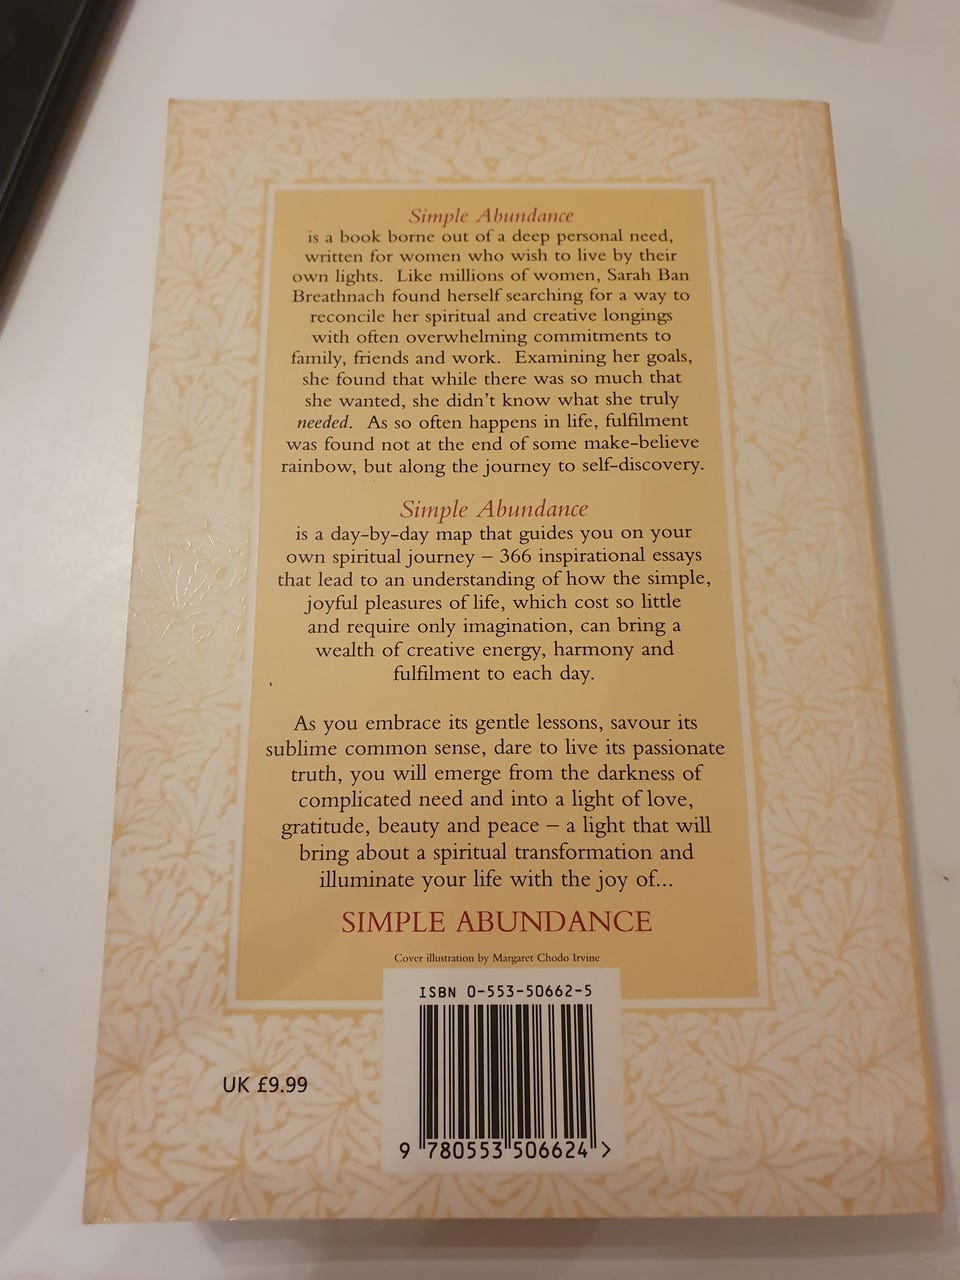 Simple Abundance
is a book borne out of a deep personal need,
written for women who wish to live by their
own lights. Like millions of women, Sarah Ban
Breathnach found herself searching for a way to
reconcile her spiritual and creative longings
with often overwhelming commitments to
family, friends and work. Examining her goals,
she found that while there was so much that
she wanted, she didn't know what she truly
needed. As so often happens in life, fulfilment
was found not at the end of some make-believe
rainbow, but along the journey to self-discovery.
Simple Abundance
is a day-by-day map that guides you on your
own spiritual journey – 366 inspirational essays
that lead to an understanding of how the simple,
joyful pleasures of life, which cost so little
and require only imagination, can bring a
wealth of creative energy, harmony and
fulfilment to each day.
As you embrace its gentle lessons, savour its
sublime common sense, dare to live its passionate
truth, you will emerge from the darkness of
complicated need and into a light of love,
gratitude, beauty and peace – a light that will
bring about a spiritual transformation and
illuminate your life with the joy of...
SIMPLE ABUNDANCE
Cover illustration by Margaret Chodo Irvine
ISBN 0-553-50662-5
UK £9.99
9 780553 506624 >